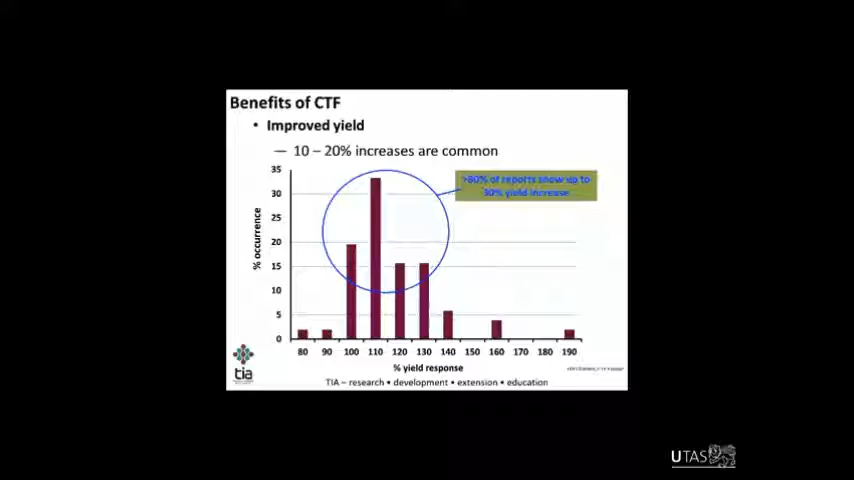 Benefits of CTF
• Improved yield
— 10 – 20% increases are common
>80% of reports show up to
30% yield increase
% occurrence
35
30
25
20
15
10
5
0
80 90 100 110 120 130 140 150 160 170 180 190
% yield response
tia
TIA – research • development • extension • education
UTAS